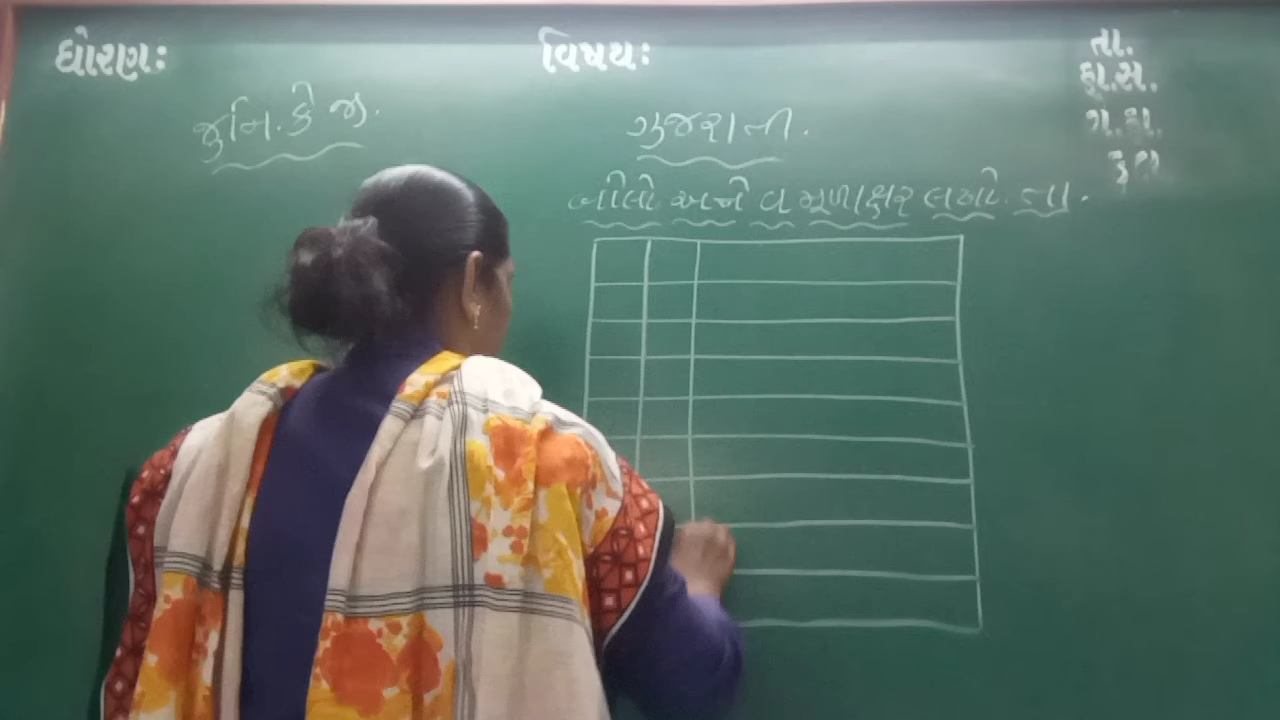 ધોરણ: વિષય: તા.
હા.સ.
ગે.હા.
કુલ
જુનિ. કે જી. ગુજરાતી.
બોલો અને વ મૂળાક્ષર લખો. તા.